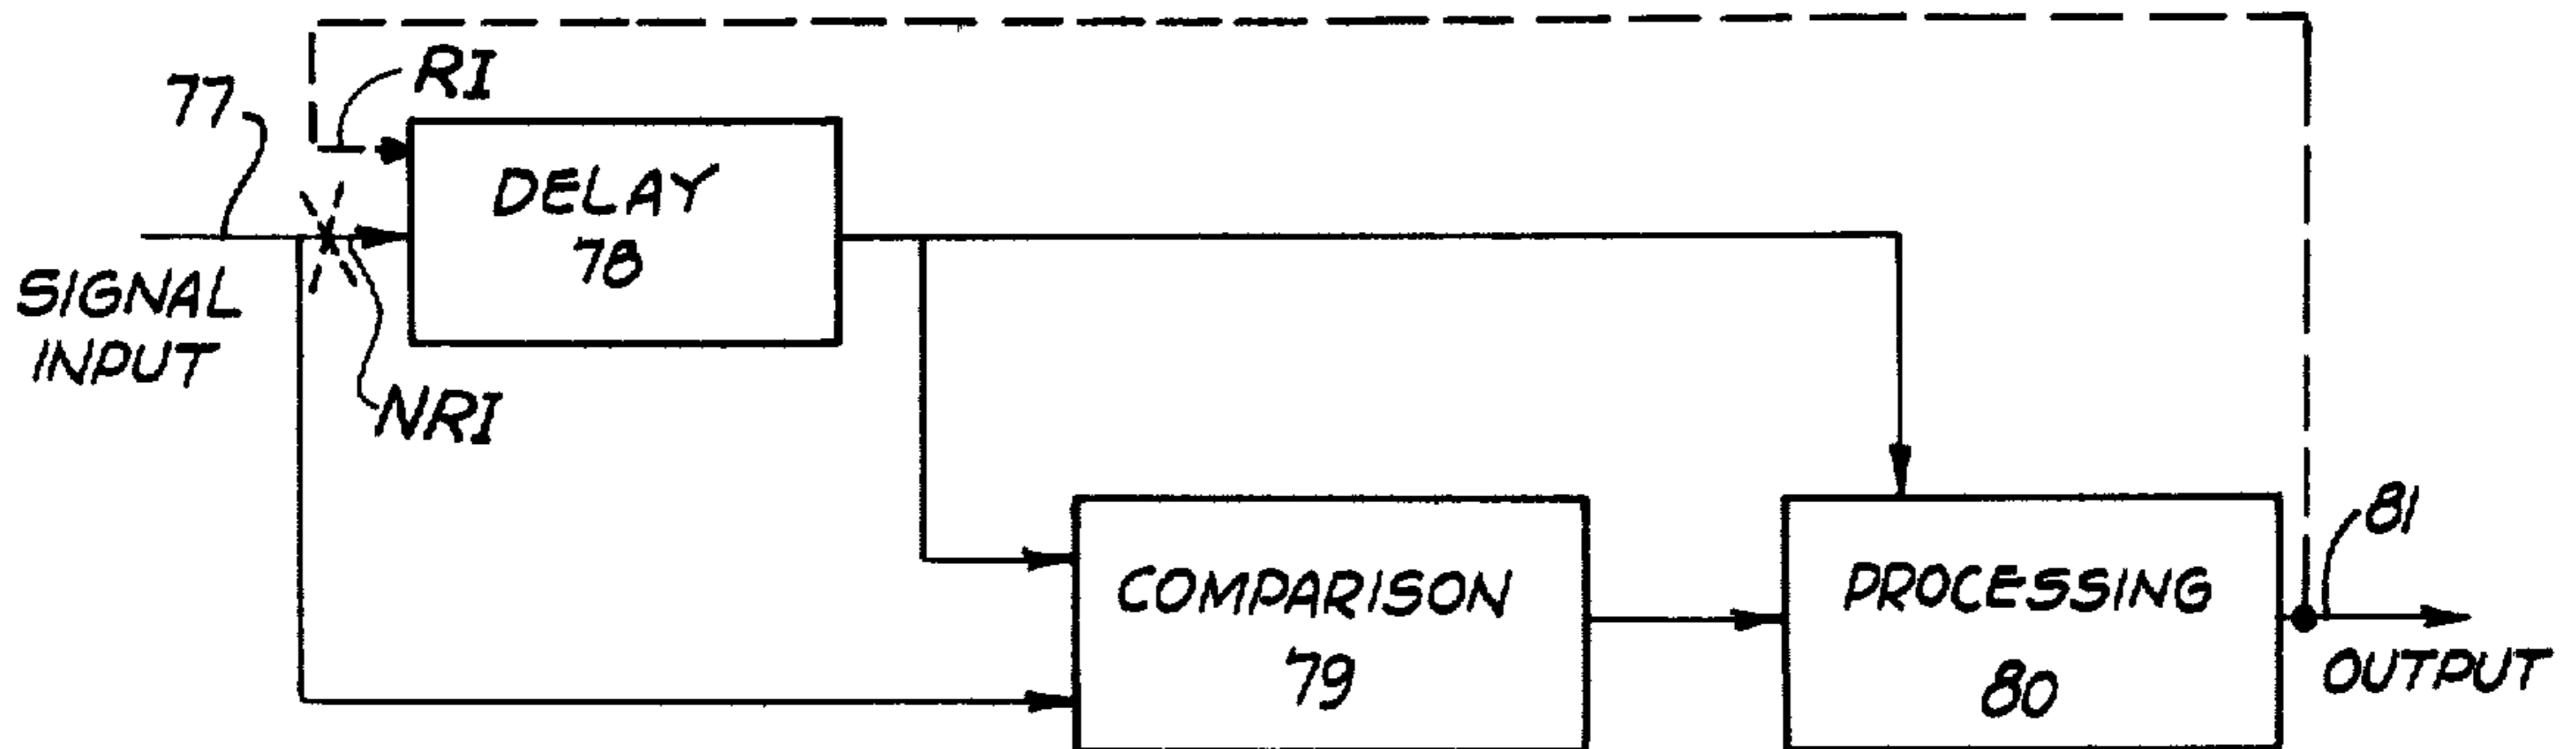 RI
77
DELAY
78
SIGNAL
INPUT
NRI
81
COMPARISON
79
PROCESSING
80
OUTPUT